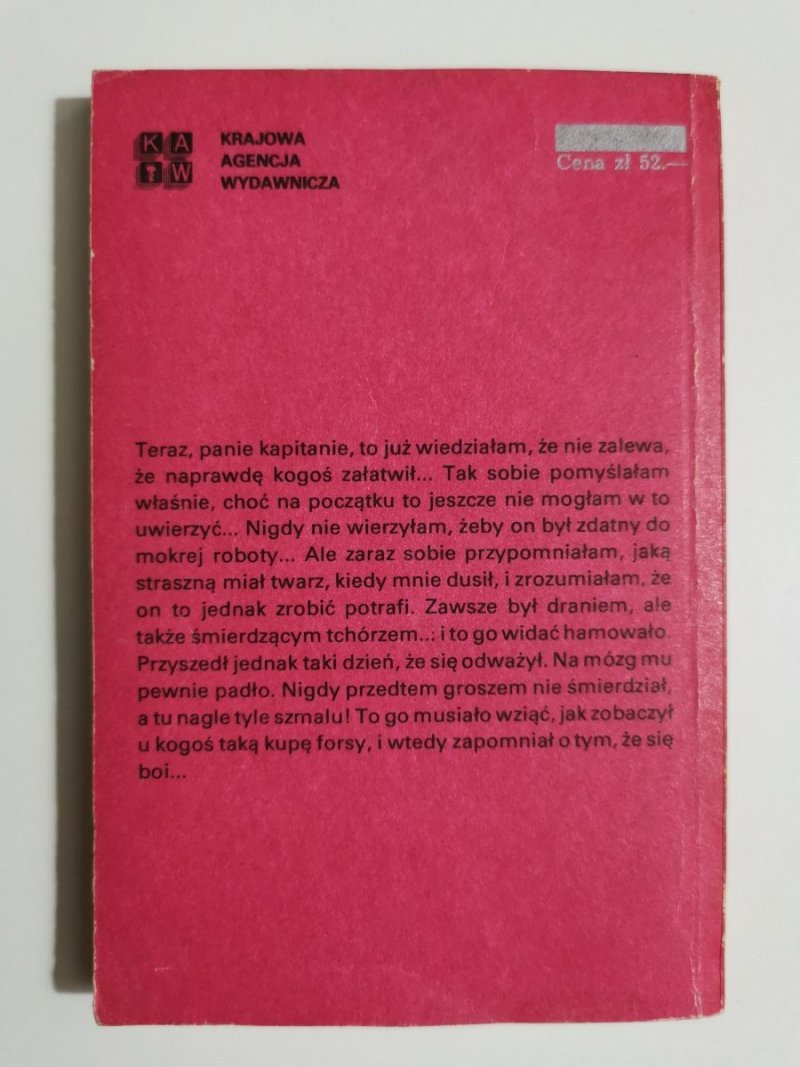 K A
W
KRAJOWA
AGENCJA
WYDAWNICZA
Cena zł 52.—
Teraz, panie kapitanie, to już wiedziałam, że nie zalewa,
że naprawdę kogoś załatwił... Tak sobie pomyślałam
właśnie, choć na początku to jeszcze nie mogłam w to
uwierzyć... Nigdy nie wierzyłam, żeby on był zdatny do
mokrej roboty... Ale zaraz sobie przypomniałam, jaką
straszną miał twarz, kiedy mnie dusił, i zrozumiałam, że
on to jednak zrobić potrafi. Zawsze był draniem, ale
także śmierdzącym tchórzem..: i to go widać hamowało.
Przyszedł jednak taki dzień, że się odważył. Na mózg mu
pewnie padło. Nigdy przedtem groszem nie śmierdział,
a tu nagle tyle szmalu! To go musiało wziąć, jak zobaczył
u kogoś taką kupę forsy, i wtedy zapomniał o tym, że się
boi...